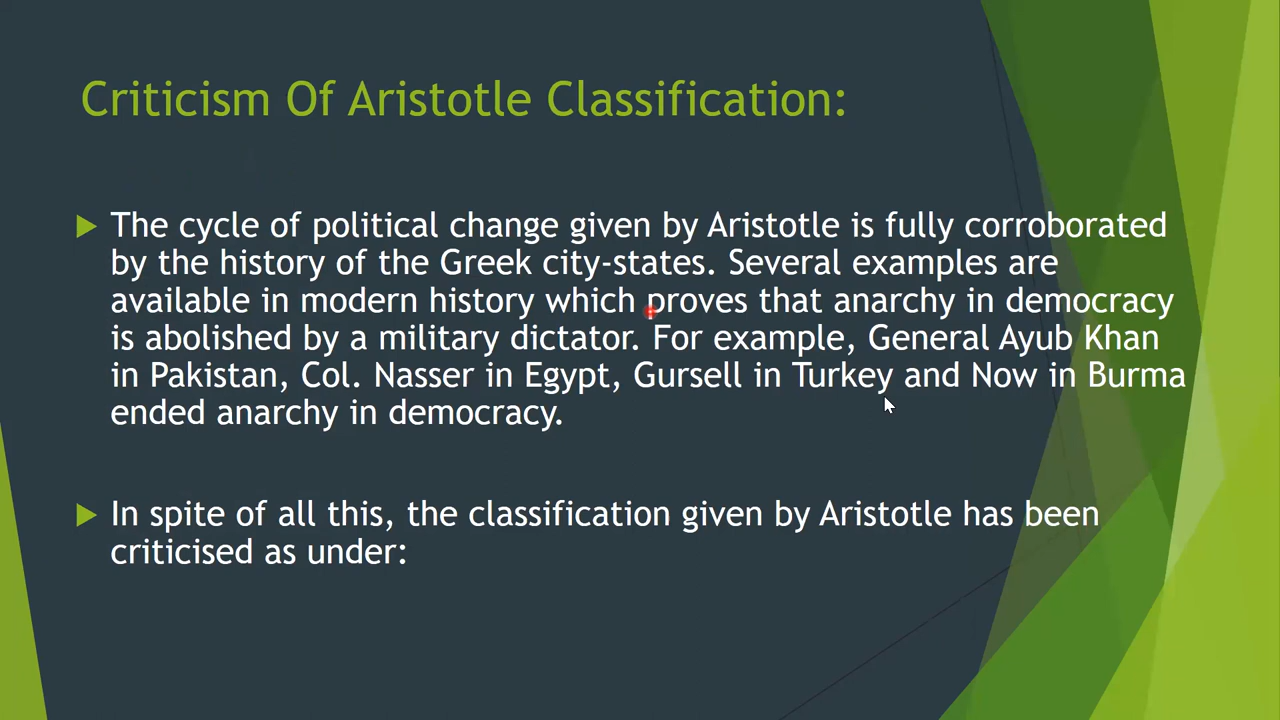 Criticism Of Aristotle Classification:
The cycle of political change given by Aristotle is fully corroborated
by the history of the Greek city-states. Several examples are
available in modern history which proves that anarchy in democracy
is abolished by a military dictator. For example, General Ayub Khan
in Pakistan, Col. Nasser in Egypt, Gursell in Turkey and Now in Burma
ended anarchy in democracy.
In spite of all this, the classification given by Aristotle has been
criticised as under: